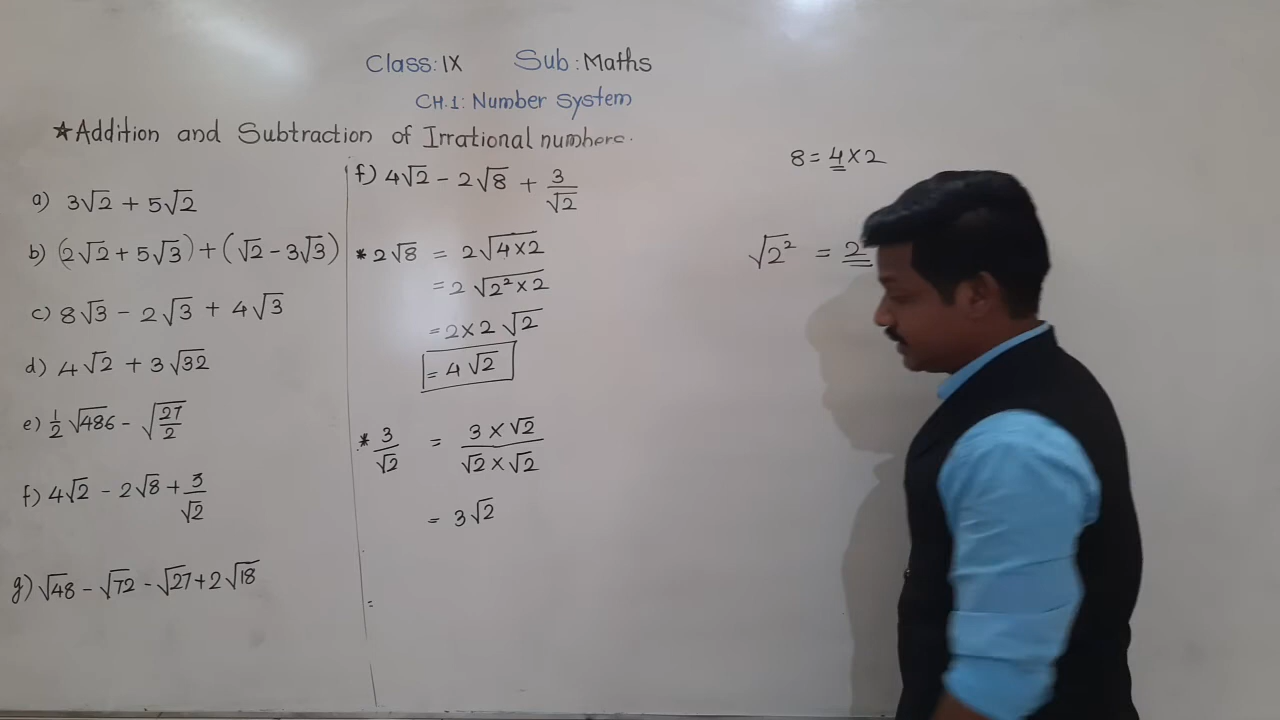 Class: IX Sub: Maths
CH.1: Number system
★Addition and Subtraction of Irrational numbers.
a) 3√2 + 5√2
b) (2√2 + 5√3) + (√2 - 3√3)
c) 8√3 - 2√3 + 4√3
d) 4√2 + 3√32
e) 1/2 √486 - √(27/2)
f) 4√2 - 2√8 + 3/√2
g) √48 - √72 - √27 + 2√18
f) 4√2 - 2√8 + 3/√2
* 2√8 = 2√(4×2)
= 2√(2²×2)
= 2×2√2
= 4√2
* 3/√2 = (3×√2)/(√2×√2)
= 3√2
=
8 = 4×2
√2² = 2